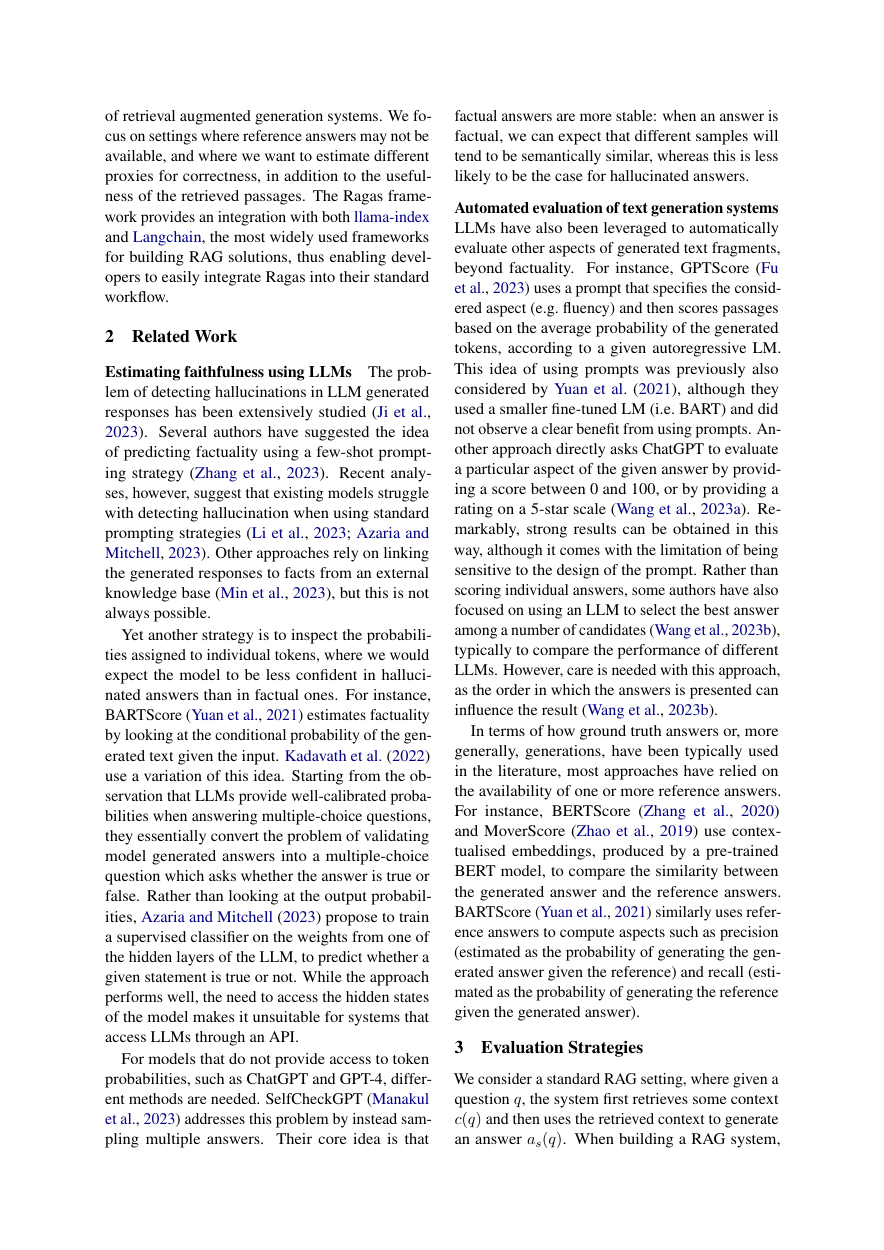 of retrieval augmented generation systems. We fo-
cus on settings where reference answers may not be
available, and where we want to estimate different
proxies for correctness, in addition to the useful-
ness of the retrieved passages. The Ragas frame-
work provides an integration with both llama-index
and Langchain, the most widely used frameworks
for building RAG solutions, thus enabling devel-
opers to easily integrate Ragas into their standard
workflow.
2 Related Work
Estimating faithfulness using LLMs The prob-
lem of detecting hallucinations in LLM generated
responses has been extensively studied (Ji et al.,
2023). Several authors have suggested the idea
of predicting factuality using a few-shot prompt-
ing strategy (Zhang et al., 2023). Recent analy-
ses, however, suggest that existing models struggle
with detecting hallucination when using standard
prompting strategies (Li et al., 2023; Azaria and
Mitchell, 2023). Other approaches rely on linking
the generated responses to facts from an external
knowledge base (Min et al., 2023), but this is not
always possible.
Yet another strategy is to inspect the probabili-
ties assigned to individual tokens, where we would
expect the model to be less confident in halluci-
nated answers than in factual ones. For instance,
BARTScore (Yuan et al., 2021) estimates factuality
by looking at the conditional probability of the gen-
erated text given the input. Kadavath et al. (2022)
use a variation of this idea. Starting from the ob-
servation that LLMs provide well-calibrated proba-
bilities when answering multiple-choice questions,
they essentially convert the problem of validating
model generated answers into a multiple-choice
question which asks whether the answer is true or
false. Rather than looking at the output probabil-
ities, Azaria and Mitchell (2023) propose to train
a supervised classifier on the weights from one of
the hidden layers of the LLM, to predict whether a
given statement is true or not. While the approach
performs well, the need to access the hidden states
of the model makes it unsuitable for systems that
access LLMs through an API.
For models that do not provide access to token
probabilities, such as ChatGPT and GPT-4, differ-
ent methods are needed. SelfCheckGPT (Manakul
et al., 2023) addresses this problem by instead sam-
pling multiple answers. Their core idea is that
factual answers are more stable: when an answer is
factual, we can expect that different samples will
tend to be semantically similar, whereas this is less
likely to be the case for hallucinated answers.
Automated evaluation of text generation systems
LLMs have also been leveraged to automatically
evaluate other aspects of generated text fragments,
beyond factuality. For instance, GPTScore (Fu
et al., 2023) uses a prompt that specifies the consid-
ered aspect (e.g. fluency) and then scores passages
based on the average probability of the generated
tokens, according to a given autoregressive LM.
This idea of using prompts was previously also
considered by Yuan et al. (2021), although they
used a smaller fine-tuned LM (i.e. BART) and did
not observe a clear benefit from using prompts. An-
other approach directly asks ChatGPT to evaluate
a particular aspect of the given answer by provid-
ing a score between 0 and 100, or by providing a
rating on a 5-star scale (Wang et al., 2023a). Re-
markably, strong results can be obtained in this
way, although it comes with the limitation of being
sensitive to the design of the prompt. Rather than
scoring individual answers, some authors have also
focused on using an LLM to select the best answer
among a number of candidates (Wang et al., 2023b),
typically to compare the performance of different
LLMs. However, care is needed with this approach,
as the order in which the answers is presented can
influence the result (Wang et al., 2023b).
In terms of how ground truth answers or, more
generally, generations, have been typically used
in the literature, most approaches have relied on
the availability of one or more reference answers.
For instance, BERTScore (Zhang et al., 2020)
and MoverScore (Zhao et al., 2019) use contex-
tualised embeddings, produced by a pre-trained
BERT model, to compare the similarity between
the generated answer and the reference answers.
BARTScore (Yuan et al., 2021) similarly uses refer-
ence answers to compute aspects such as precision
(estimated as the probability of generating the gen-
erated answer given the reference) and recall (esti-
mated as the probability of generating the reference
given the generated answer).
3 Evaluation Strategies
We consider a standard RAG setting, where given a
question q, the system first retrieves some context
c(q) and then uses the retrieved context to generate
an answer aₛ(q). When building a RAG system,